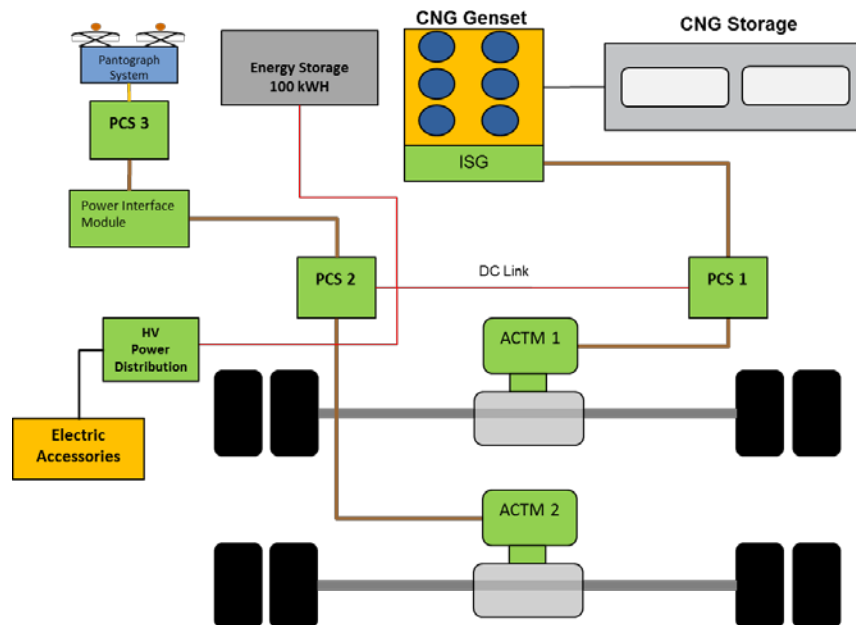 CNG Genset
CNG Storage
Pantograph
System
Energy Storage
100 kWH
PCS 3
ISG
Power Interface
Module
PCS 2
DC Link
PCS 1
HV
Power
Distribution
ACTM 1
Electric
Accessories
ACTM 2